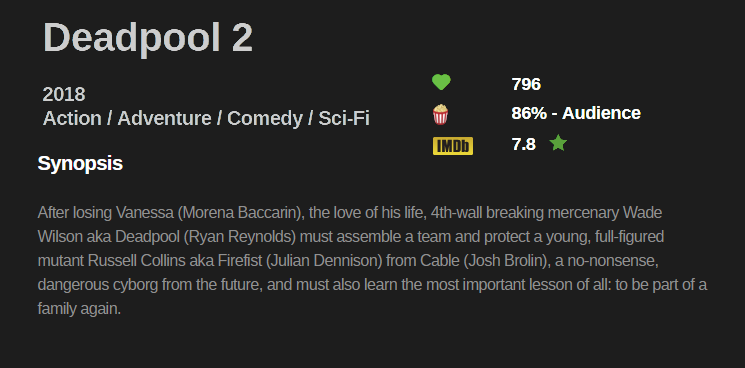 Deadpool 2
2018
Action / Adventure / Comedy / Sci-Fi
796
86% - Audience
IMDb 7.8
Synopsis
After losing Vanessa (Morena Baccarin), the love of his life, 4th-wall breaking mercenary Wade
Wilson aka Deadpool (Ryan Reynolds) must assemble a team and protect a young, full-figured
mutant Russell Collins aka Firefist (Julian Dennison) from Cable (Josh Brolin), a no-nonsense,
dangerous cyborg from the future, and must also learn the most important lesson of all: to be part of a
family again.